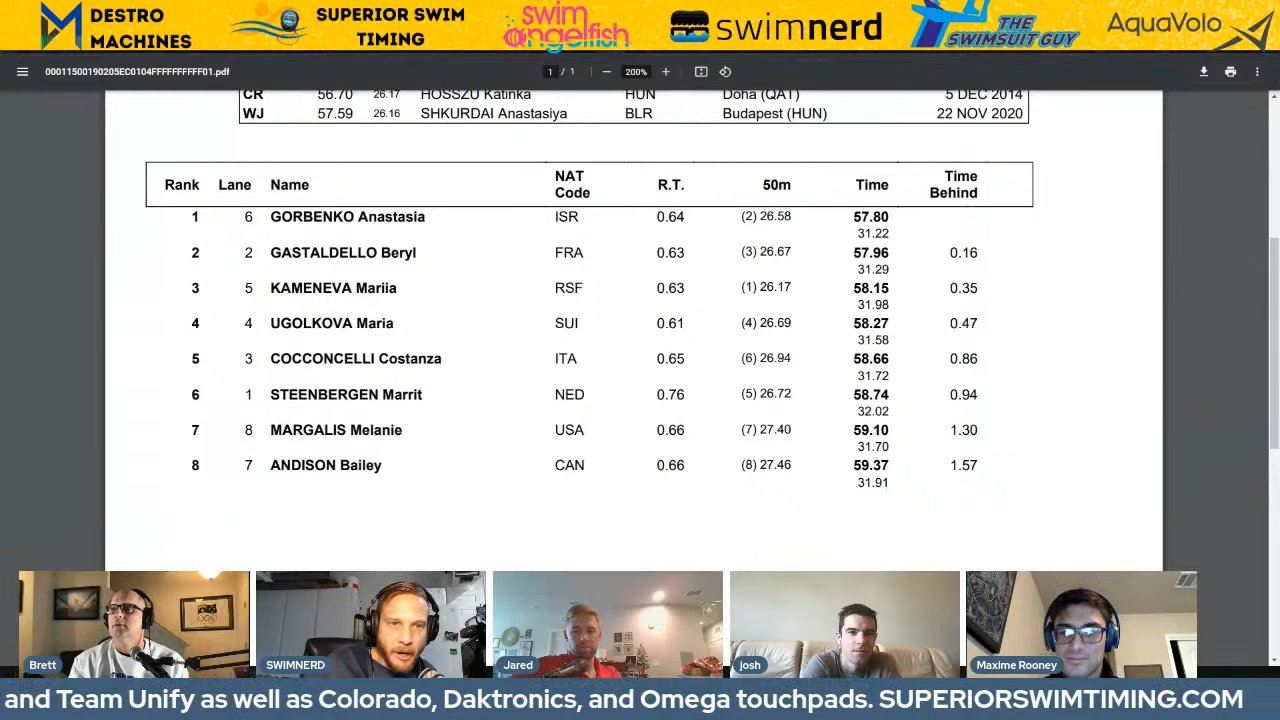 DESTRO
MACHINES
SUPERIOR SWIM
TIMING
swim
angelfish
swimnerd
THE
SWIMSUIT GUY
AquaVolo
00011500190205EC0104FFFFFFFFFF01.pdf
1 / 1
200%
CR 56.70 26.17 HOSSZU Katinka HUN Doha (QAT) 5 DEC 2014
WJ 57.59 26.16 SHKURDAI Anastasiya BLR Budapest (HUN) 22 NOV 2020
Rank Lane Name NAT Code R.T. 50m Time Time Behind
1 6 GORBENKO Anastasia ISR 0.64 (2) 26.58 57.80
31.22
2 2 GASTALDELLO Beryl FRA 0.63 (3) 26.67 57.96 0.16
31.29
3 5 KAMENEVA Mariia RSF 0.63 (1) 26.17 58.15 0.35
31.98
4 4 UGOLKOVA Maria SUI 0.61 (4) 26.69 58.27 0.47
31.58
5 3 COCCONCELLI Costanza ITA 0.65 (6) 26.94 58.66 0.86
31.72
6 1 STEENBERGEN Marrit NED 0.76 (5) 26.72 58.74 0.94
32.02
7 8 MARGALIS Melanie USA 0.66 (7) 27.40 59.10 1.30
31.70
8 7 ANDISON Bailey CAN 0.66 (8) 27.46 59.37 1.57
31.91
Brett
SWIMNERD
Jared
josh
Maxime Rooney
and Team Unify as well as Colorado, Daktronics, and Omega touchpads. SUPERIORSWIMTIMING.COM